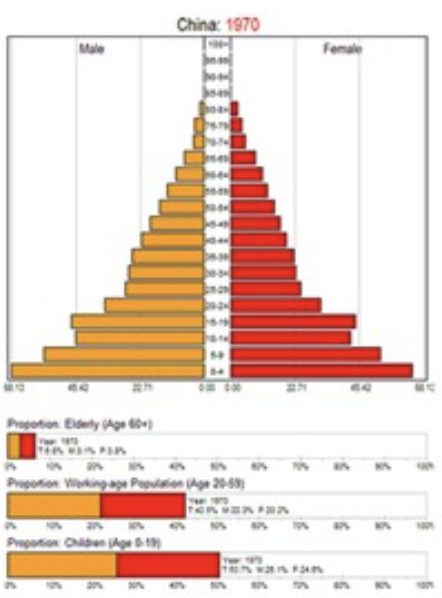 China: 1970
Male Female
100+
95-99
90-94
85-89
80-84
75-79
70-74
65-69
60-64
55-59
50-54
45-49
40-44
35-39
30-34
25-29
20-24
15-19
10-14
5-9
0-4
45.42 22.71 0.00 0.00 22.71 45.42
Proportion: Elderly (Age 60+)
Year: 1970
0% 10% 20% 30% 40% 50% 60% 70% 80% 90% 100%
Proportion: Working-age Population (Age 20-59)
Year: 1970
0% 10% 20% 30% 40% 50% 60% 70% 80% 90% 100%
Proportion: Children (Age 0-19)
Year: 1970
0% 10% 20% 30% 40% 50% 60% 70% 80% 90% 100%